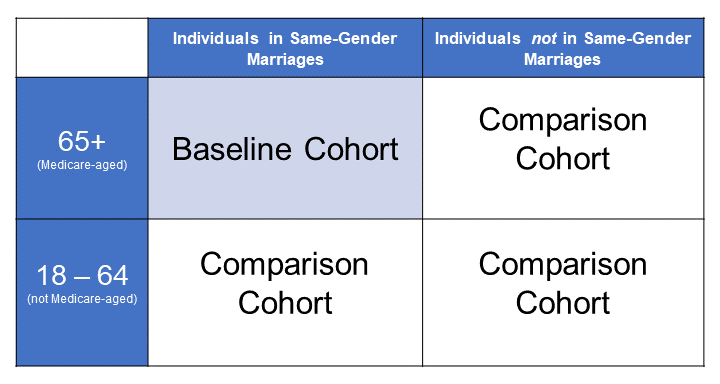 Individuals in Same-Gender
Marriages
Individuals not in Same-Gender
Marriages
65+
(Medicare-aged)
Baseline Cohort
Comparison
Cohort
18 – 64
(not Medicare-aged)
Comparison
Cohort
Comparison
Cohort